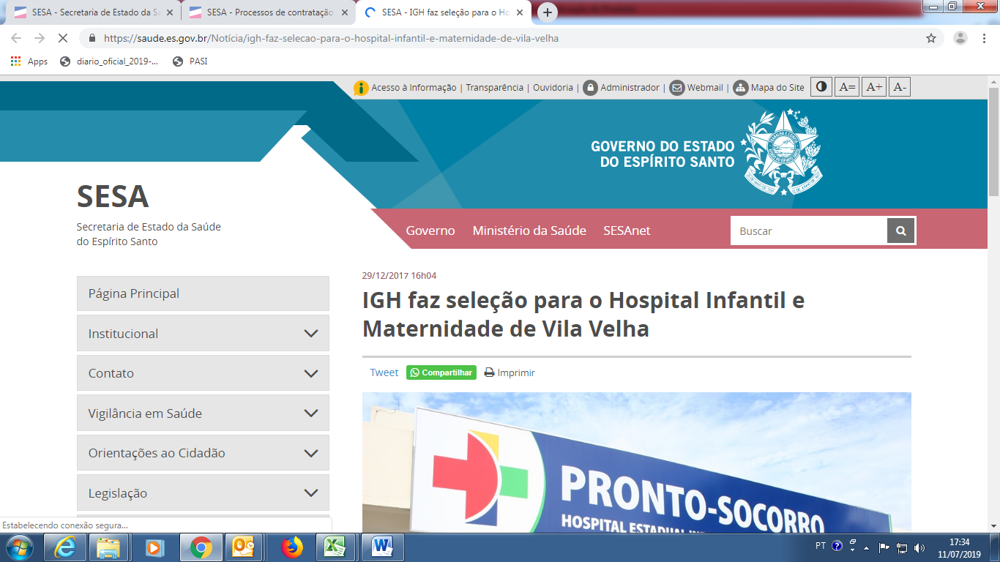 SESA - Secretaria de Estado da Sa
SESA - Processos de contratação
SESA - IGH faz seleção para o Ho
https://saude.es.gov.br/Notícia/igh-faz-selecao-para-o-hospital-infantil-e-maternidade-de-vila-velha
Apps
diario_oficial_2019-...
PASI
Acesso à Informação | Transparência | Ouvidoria | Administrador | Webmail | Mapa do Site A= A+ A-
GOVERNO DO ESTADO
DO ESPÍRITO SANTO
SESA
Secretaria de Estado da Saúde
do Espírito Santo
Governo
Ministério da Saúde
SESAnet
Buscar
Página Principal
Institucional
Contato
Vigilância em Saúde
Orientações ao Cidadão
Legislação
29/12/2017 16h04
IGH faz seleção para o Hospital Infantil e
Maternidade de Vila Velha
Tweet
Compartilhar
Imprimir
PRONTO-SOCORRO
HOSPITAL ESTADUAL
Estabelecendo conexão segura...
PT
17:34
11/07/2019